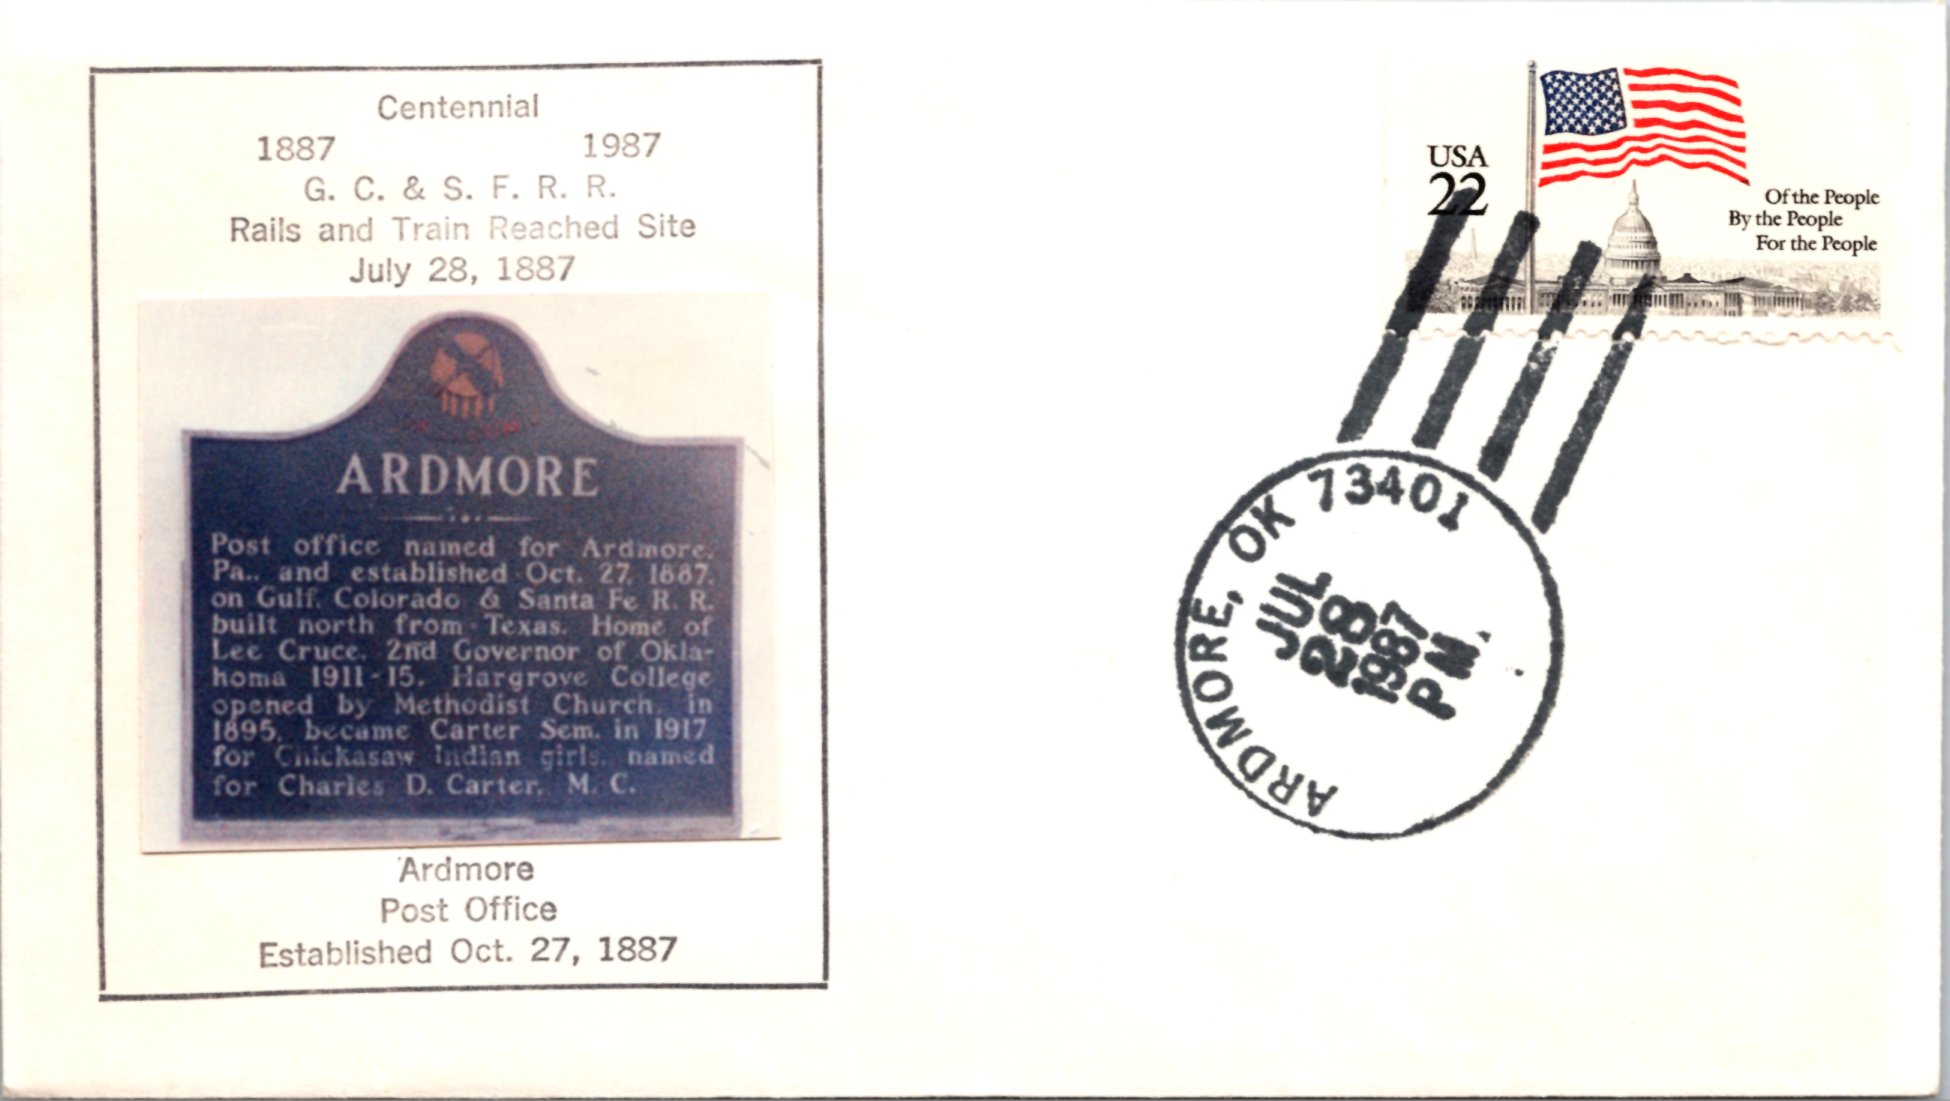 Centennial
1887 1987
G. C. & S. F. R. R.
Rails and Train Reached Site
July 28, 1887
ARDMORE
Post office named for Ardmore,
Pa., and established Oct. 27, 1887,
on Gulf, Colorado & Santa Fe R. R.
built north from Texas. Home of
Lee Cruce, 2nd Governor of Okla-
homa 1911-15. Hargrove College
opened by Methodist Church, in
1895, became Carter Sem. in 1917
for Chickasaw Indian girls, named
for Charles D. Carter, M. C.
Ardmore
Post Office
Established Oct. 27, 1887
USA
22
Of the People
By the People
For the People
ARDMORE, OK 73401
JUL
28
1987
PM